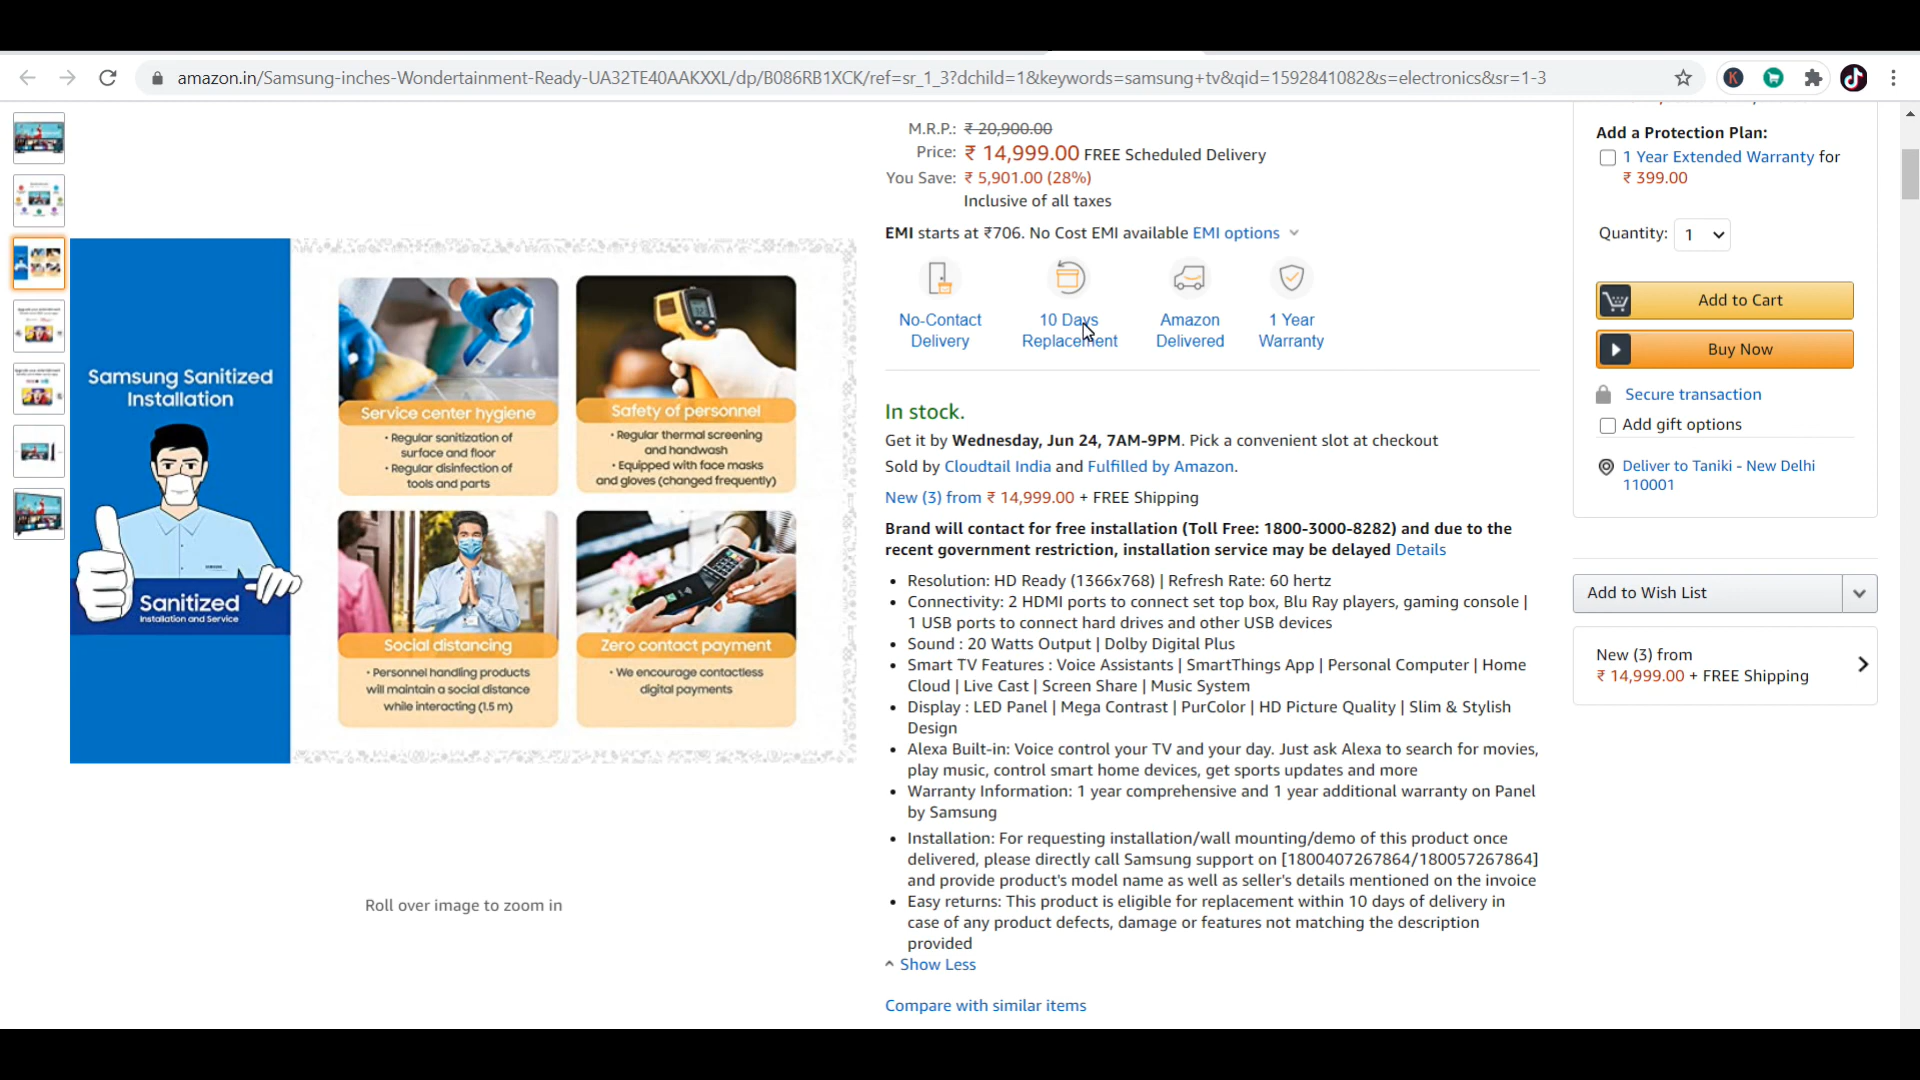 amazon.in/Samsung-inches-Wondertainment-Ready-UA32TE40AAKXXL/dp/B086RB1XCK/ref=sr_1_3?dchild=1&keywords=samsung+tv&qid=1592841082&s=electronics&sr=1-3
K
M.R.P.: ₹ 20,900.00
Price: ₹ 14,999.00 FREE Scheduled Delivery
You Save: ₹ 5,901.00 (28%)
Inclusive of all taxes
EMI starts at ₹706. No Cost EMI available EMI options
No-Contact
Delivery
10 Days
Replacement
Amazon
Delivered
1 Year
Warranty
In stock.
Get it by Wednesday, Jun 24, 7AM-9PM. Pick a convenient slot at checkout
Sold by Cloudtail India and Fulfilled by Amazon.
New (3) from ₹ 14,999.00 + FREE Shipping
Brand will contact for free installation (Toll Free: 1800-3000-8282) and due to the
recent government restriction, installation service may be delayed Details
• Resolution: HD Ready (1366x768) | Refresh Rate: 60 hertz
• Connectivity: 2 HDMI ports to connect set top box, Blu Ray players, gaming console |
1 USB ports to connect hard drives and other USB devices
• Sound : 20 Watts Output | Dolby Digital Plus
• Smart TV Features : Voice Assistants | SmartThings App | Personal Computer | Home
Cloud | Live Cast | Screen Share | Music System
• Display : LED Panel | Mega Contrast | PurColor | HD Picture Quality | Slim & Stylish
Design
• Alexa Built-in: Voice control your TV and your day. Just ask Alexa to search for movies,
play music, control smart home devices, get sports updates and more
• Warranty Information: 1 year comprehensive and 1 year additional warranty on Panel
by Samsung
• Installation: For requesting installation/wall mounting/demo of this product once
delivered, please directly call Samsung support on [1800407267864/180057267864]
and provide product's model name as well as seller's details mentioned on the invoice
• Easy returns: This product is eligible for replacement within 10 days of delivery in
case of any product defects, damage or features not matching the description
provided
Show Less
Compare with similar items
Samsung Sanitized
Installation
SAMSUNG
Sanitized
Installation and Service
Service center hygiene
• Regular sanitization of
surface and floor
• Regular disinfection of
tools and parts
Safety of personnel
• Regular thermal screening
and handwash
• Equipped with face masks
and gloves (changed frequently)
Social distancing
• Personnel handling products
will maintain a social distance
while interacting (1.5 m)
Zero contact payment
• We encourage contactless
digital payments
Roll over image to zoom in
Add a Protection Plan:
1 Year Extended Warranty for
₹ 399.00
Quantity: 1
Add to Cart
Buy Now
Secure transaction
Add gift options
Deliver to Taniki - New Delhi
110001
Add to Wish List
New (3) from
₹ 14,999.00 + FREE Shipping